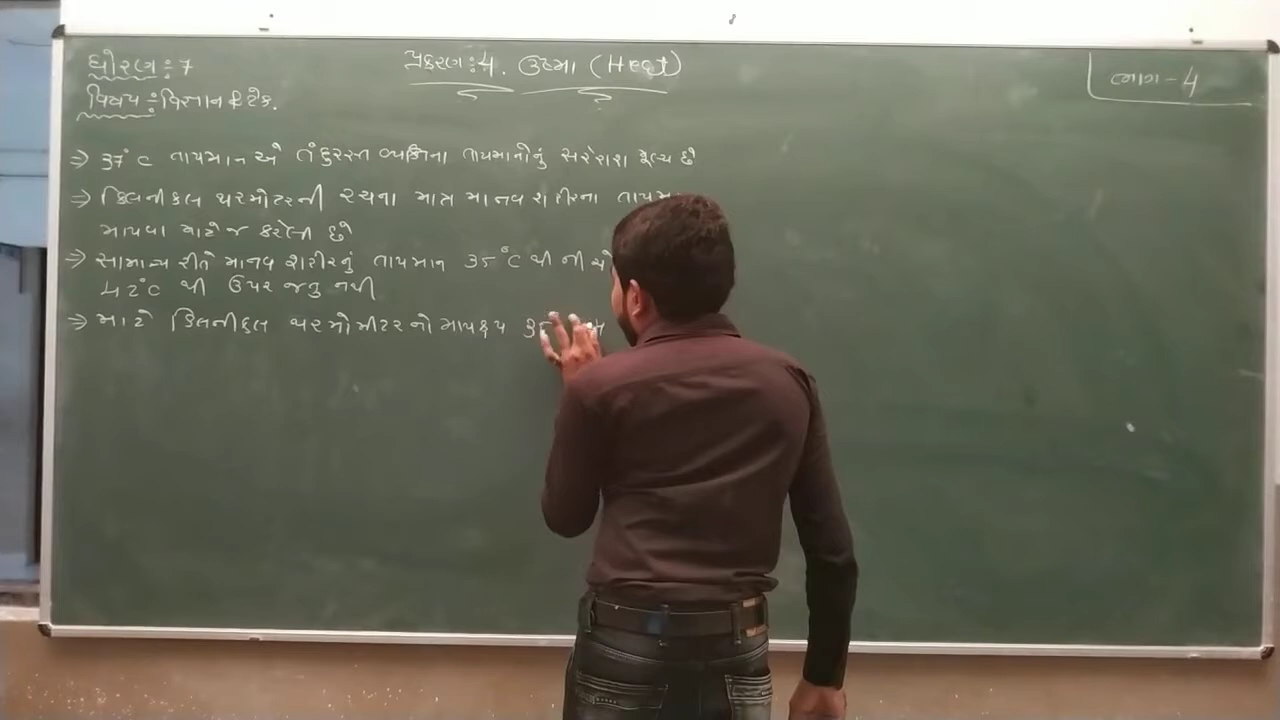 ધોરણ : 7
પ્રકરણ : 4. ઉષ્મા (Heat)
ભાગ - 4
વિષય : વિજ્ઞાન & ટેક.
⇒ 37°C તાપમાન એ તંદુરસ્ત વ્યક્તિના તાપમાનોનું સરેરાશ મૂલ્ય છે
⇒ ક્લિનીકલ થરમોમીટરની રચના માત્ર માનવ શરીરના
માપવા માટે જ કરેલી છે
⇒ સામાન્ય રીતે માનવ શરીરનું તાપમાન 35°C થી
42°C થી ઉપર જતુ નથી
⇒ માટે ક્લિનીકલ થરમોમીટરનો માપક્રમ